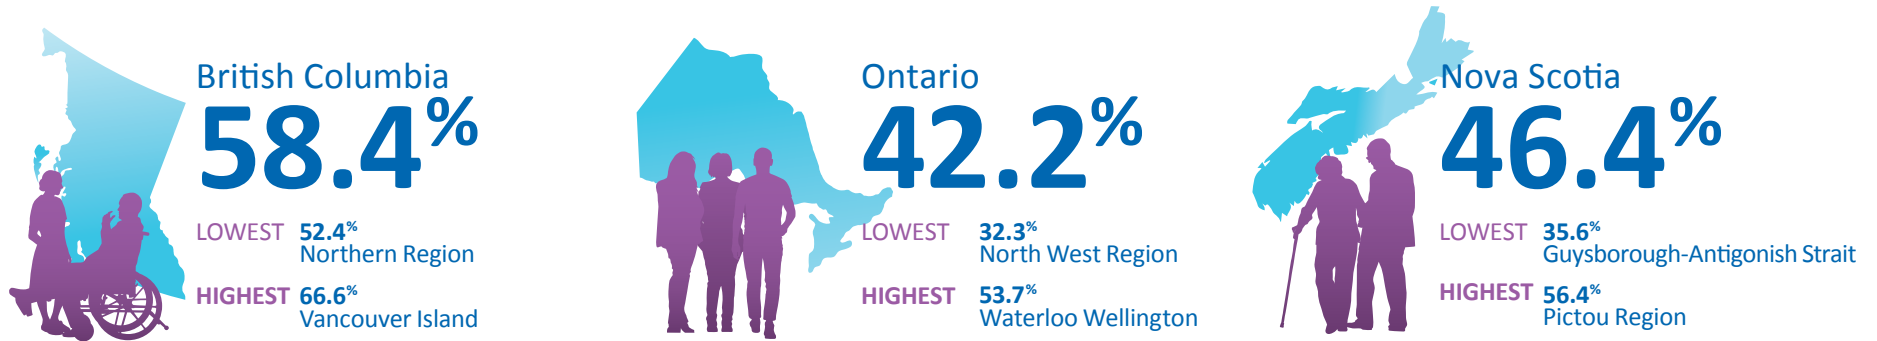 British Columbia
58.4%
LOWEST 52.4%
Northern Region
HIGHEST 66.6%
Vancouver Island
Ontario
42.2%
LOWEST 32.3%
North West Region
HIGHEST 53.7%
Waterloo Wellington
Nova Scotia
46.4%
LOWEST 35.6%
Guysborough-Antigonish Strait
HIGHEST 56.4%
Pictou Region